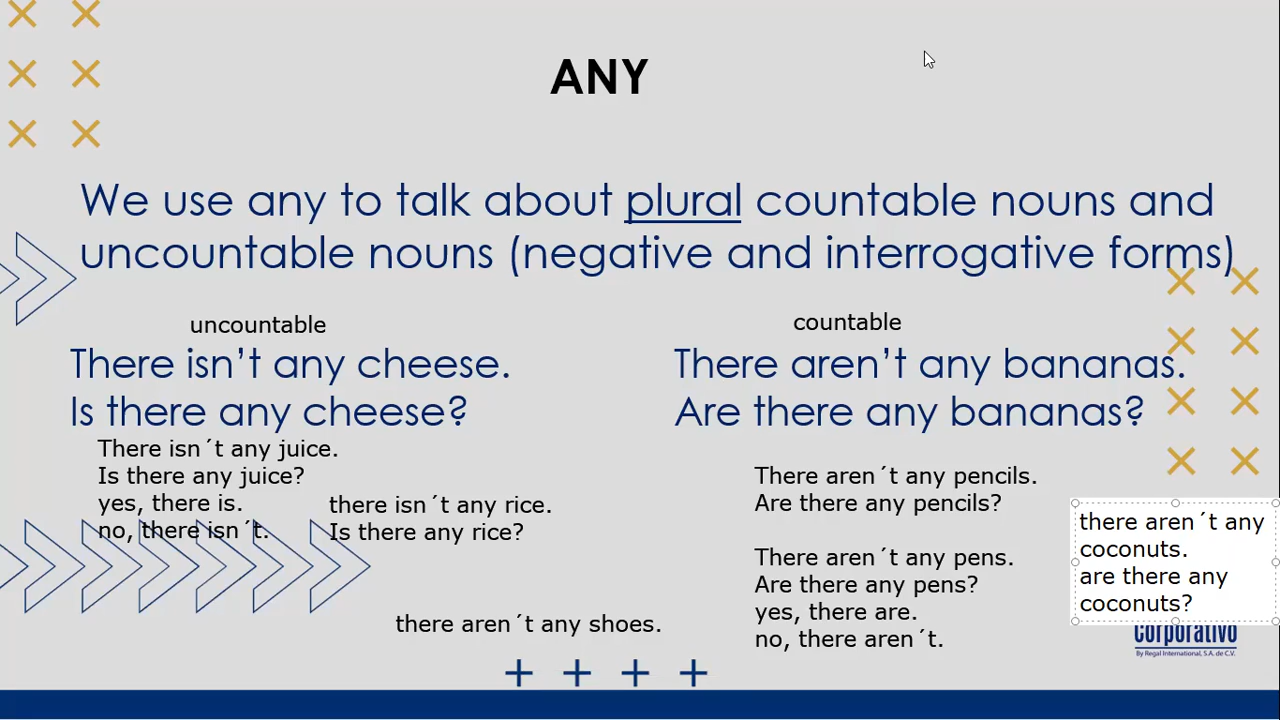 ANY
We use any to talk about plural countable nouns and
uncountable nouns (negative and interrogative forms)
uncountable
There isn’t any cheese.
Is there any cheese?
There isn´t any juice.
Is there any juice?
yes, there is.
no, there isn´t.
there isn´t any rice.
Is there any rice?
there aren´t any shoes.
countable
There aren’t any bananas.
Are there any bananas?
There aren´t any pencils.
Are there any pencils?
There aren´t any pens.
Are there any pens?
yes, there are.
no, there aren´t.
there aren´t any
coconuts.
are there any
coconuts?
Corporativo
By Regal International, S.A. de C.V.